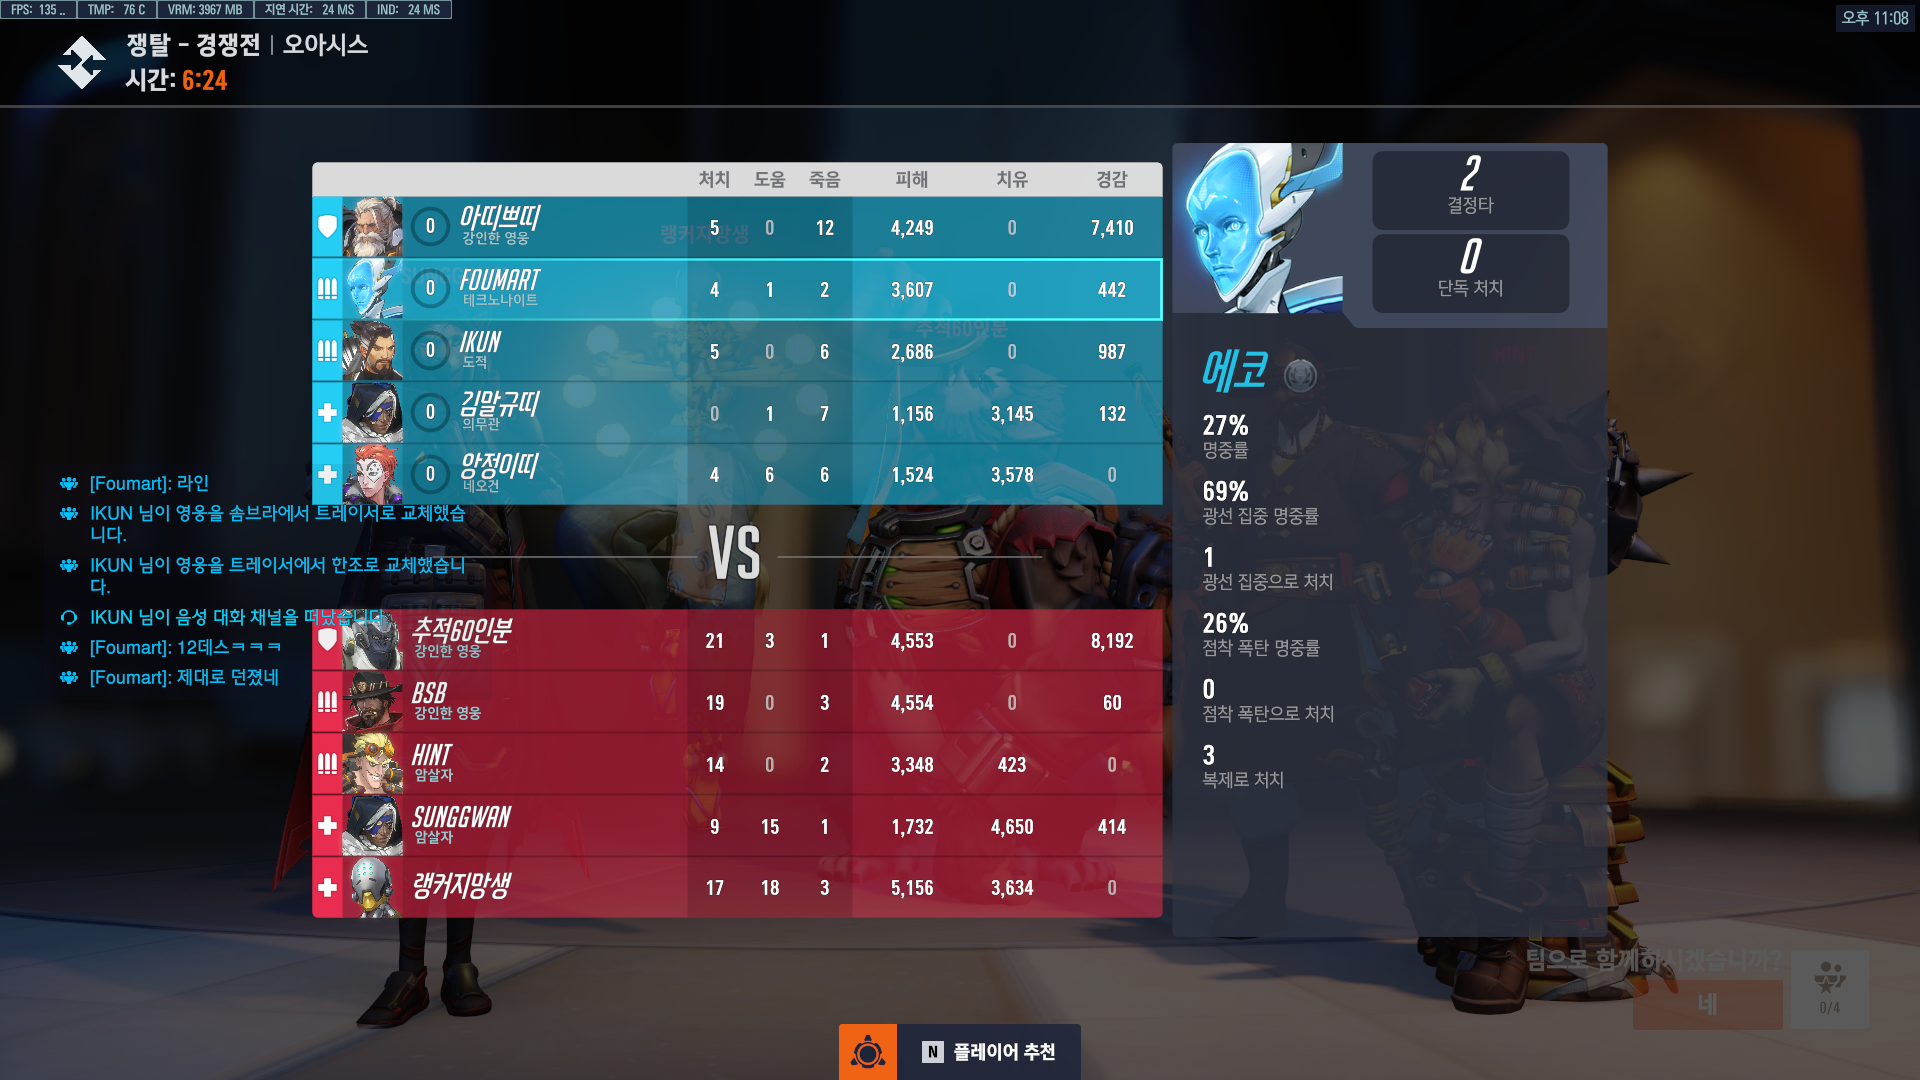 FPS: 135 .. TMP: 76 C VRM: 3967 MB 지연 시간: 24 MS IND: 24 MS
오후 11:08
쟁탈 - 경쟁전 | 오아시스
시간: 6:24
처치 도움 죽음 피해 치유 경감
0 아띠쁘띠 5 0 12 4,249 0 7,410
강인한 영웅
0 FOUMART 4 1 2 3,607 0 442
테크노나이트
0 IKUN 5 0 6 2,686 0 987
도적
0 김말규띠 0 1 7 1,156 3,145 132
의무관
0 앙정이띠 4 6 6 1,524 3,578 0
네오건
랭커지망생
추적60인분
VS
추적60인분 21 3 1 4,553 0 8,192
강인한 영웅
BSB 19 0 3 4,554 0 60
강인한 영웅
HINT 14 0 2 3,348 423 0
암살자
SUNGGWAN 9 15 1 1,732 4,650 414
암살자
랭커지망생 17 18 3 5,156 3,634 0
[Foumart]: 라인
IKUN 님이 영웅을 솜브라에서 트레이서로 교체했습
니다.
IKUN 님이 영웅을 트레이서에서 한조로 교체했습니
다.
IKUN 님이 음성 대화 채널을 떠났습니다.
[Foumart]: 12데스ㅋㅋㅋ
[Foumart]: 제대로 던졌네
2
결정타
0
단독 처치
에코
27%
명중률
69%
광선 집중 명중률
1
광선 집중으로 처치
26%
점착 폭탄 명중률
0
점착 폭탄으로 처치
3
복제로 처치
팀으로 함께하시겠습니까?
네
0/4
N 플레이어 추천